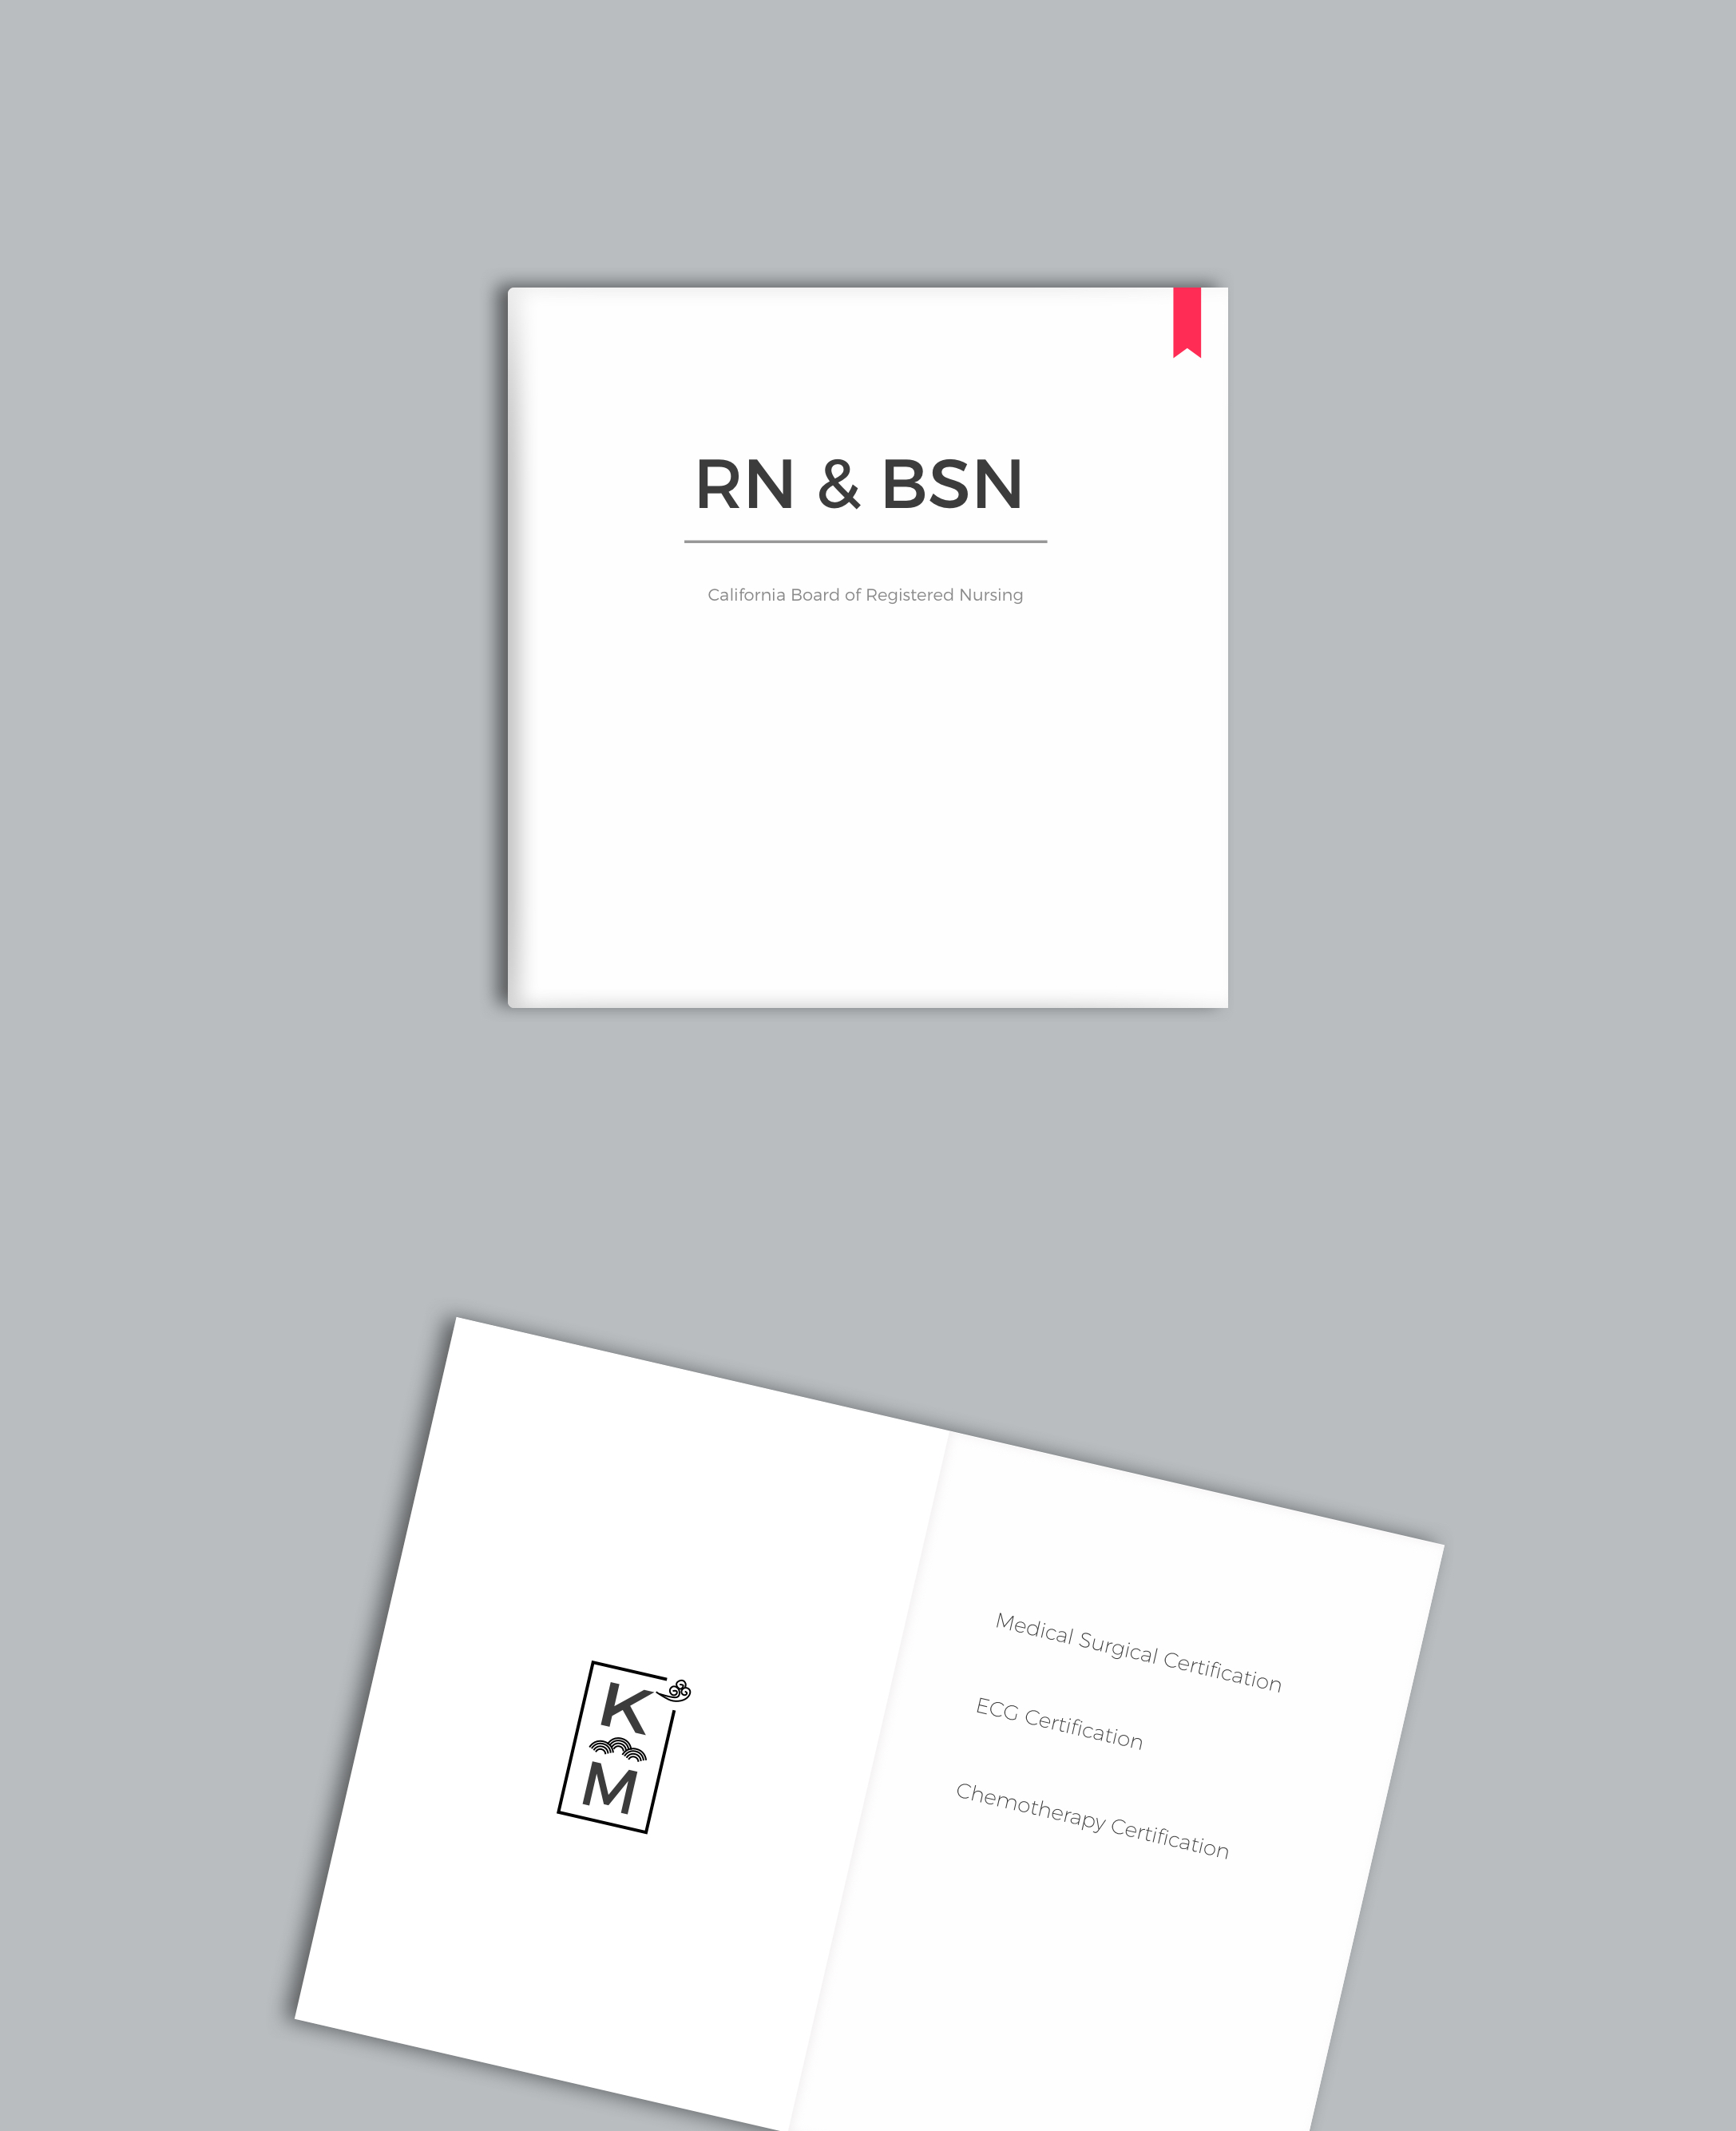 RN & BSN
California Board of Registered Nursing
K
M
Medical Surgical Certification
ECG Certification
Chemotherapy Certification